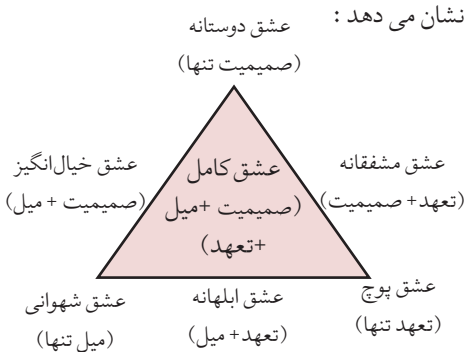 نشان می دهد :
عشق دوستانه
(صمیمیت تنها)
عشق مشفقانه
(تعهد+ صمیمیت)
عشق کامل
(صمیمیت +میل
+تعهد)
عشق خیال‌انگیز
(صمیمیت + میل)
عشق پوچ
(تعهد تنها)
عشق ابلهانه
(تعهد+ میل)
عشق شهوانی
(میل تنها)